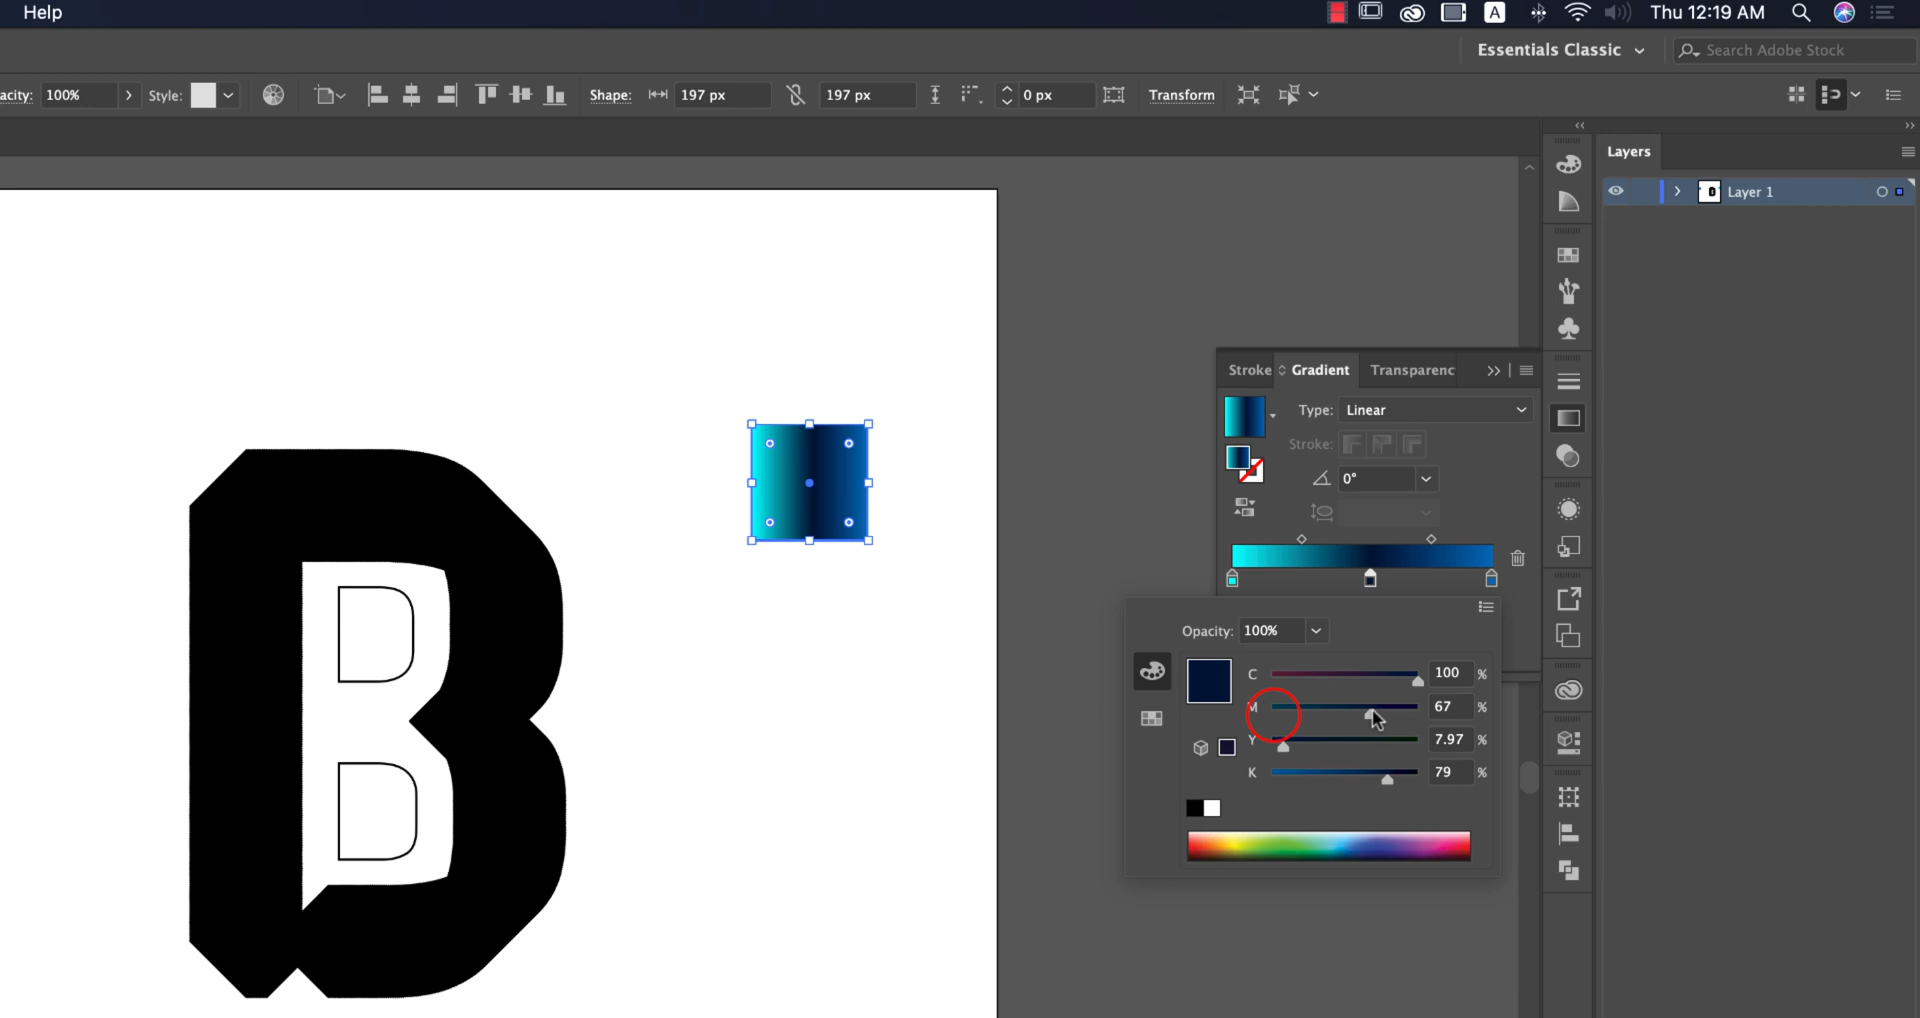 Help
A
Thu 12:19 AM
Essentials Classic
Search Adobe Stock
acity: 100%
Style:
Shape: 197 px 197 px 0 px
Transform
Layers
Layer 1
Stroke Gradient Transparenc
Type: Linear
Stroke:
0°
Opacity: 100%
C 100 %
M 67 %
Y 7.97 %
K 79 %
B